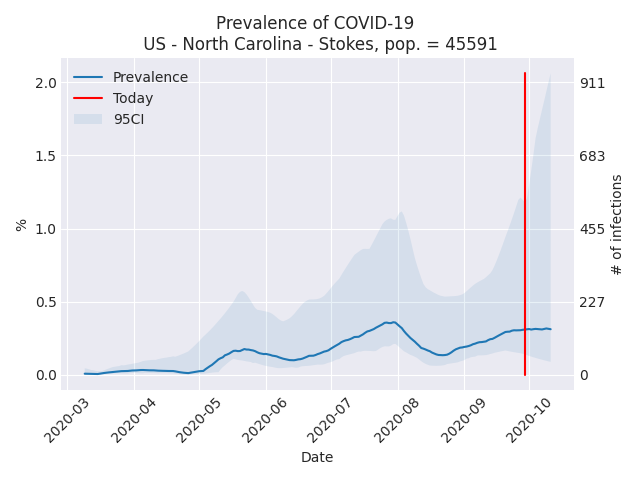 Prevalence of COVID-19
US - North Carolina - Stokes, pop. = 45591
Prevalence
Today
95CI
2.0
1.5
1.0
0.5
0.0
%
911
683
455
227
0
# of infections
2020-03
2020-04
2020-05
2020-06
2020-07
2020-08
2020-09
2020-10
Date